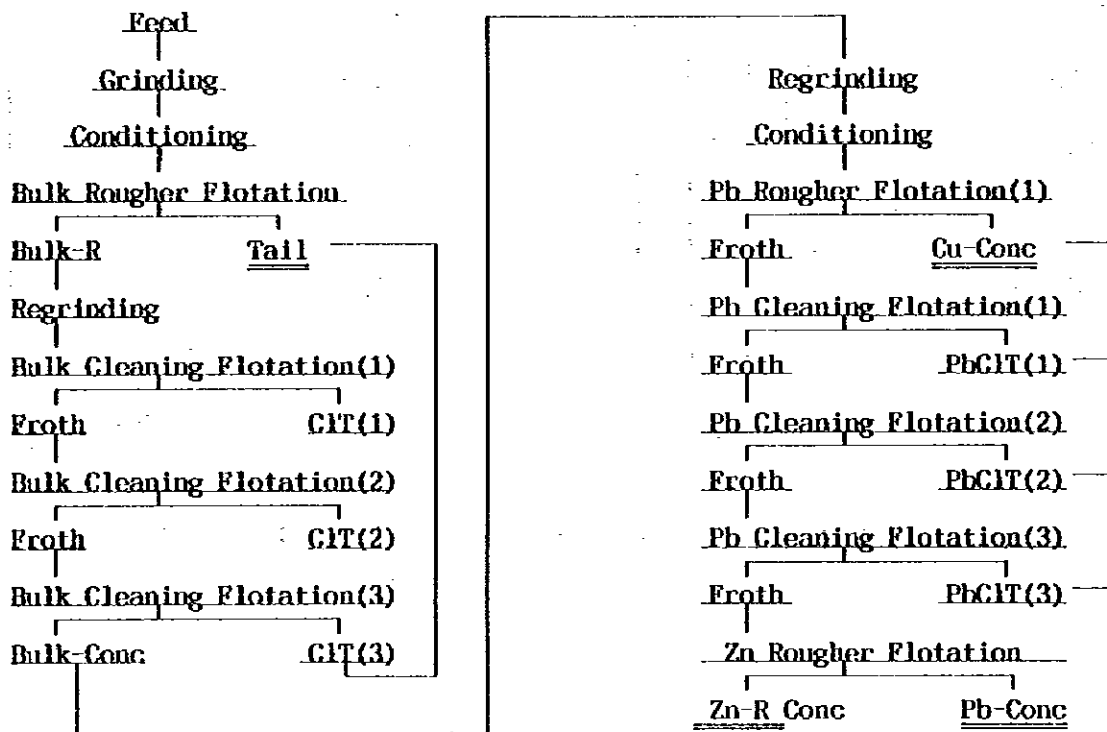 Feed
Grinding
Conditioning
Bulk Rougher Flotation
Bulk-R Tail
Regrinding
Bulk Cleaning Flotation(1)
Froth ClT(1)
Bulk Cleaning Flotation(2)
Froth ClT(2)
Bulk Cleaning Flotation(3)
Bulk-Conc ClT(3)
Regrinding
Conditioning
Pb Rougher Flotation(1)
Froth Cu-Conc
Pb Cleaning Flotation(1)
Froth PbClT(1)
Pb Cleaning Flotation(2)
Froth PbClT(2)
Pb Cleaning Flotation(3)
Froth PbClT(3)
Zn Rougher Flotation
Zn-R Conc Pb-Conc